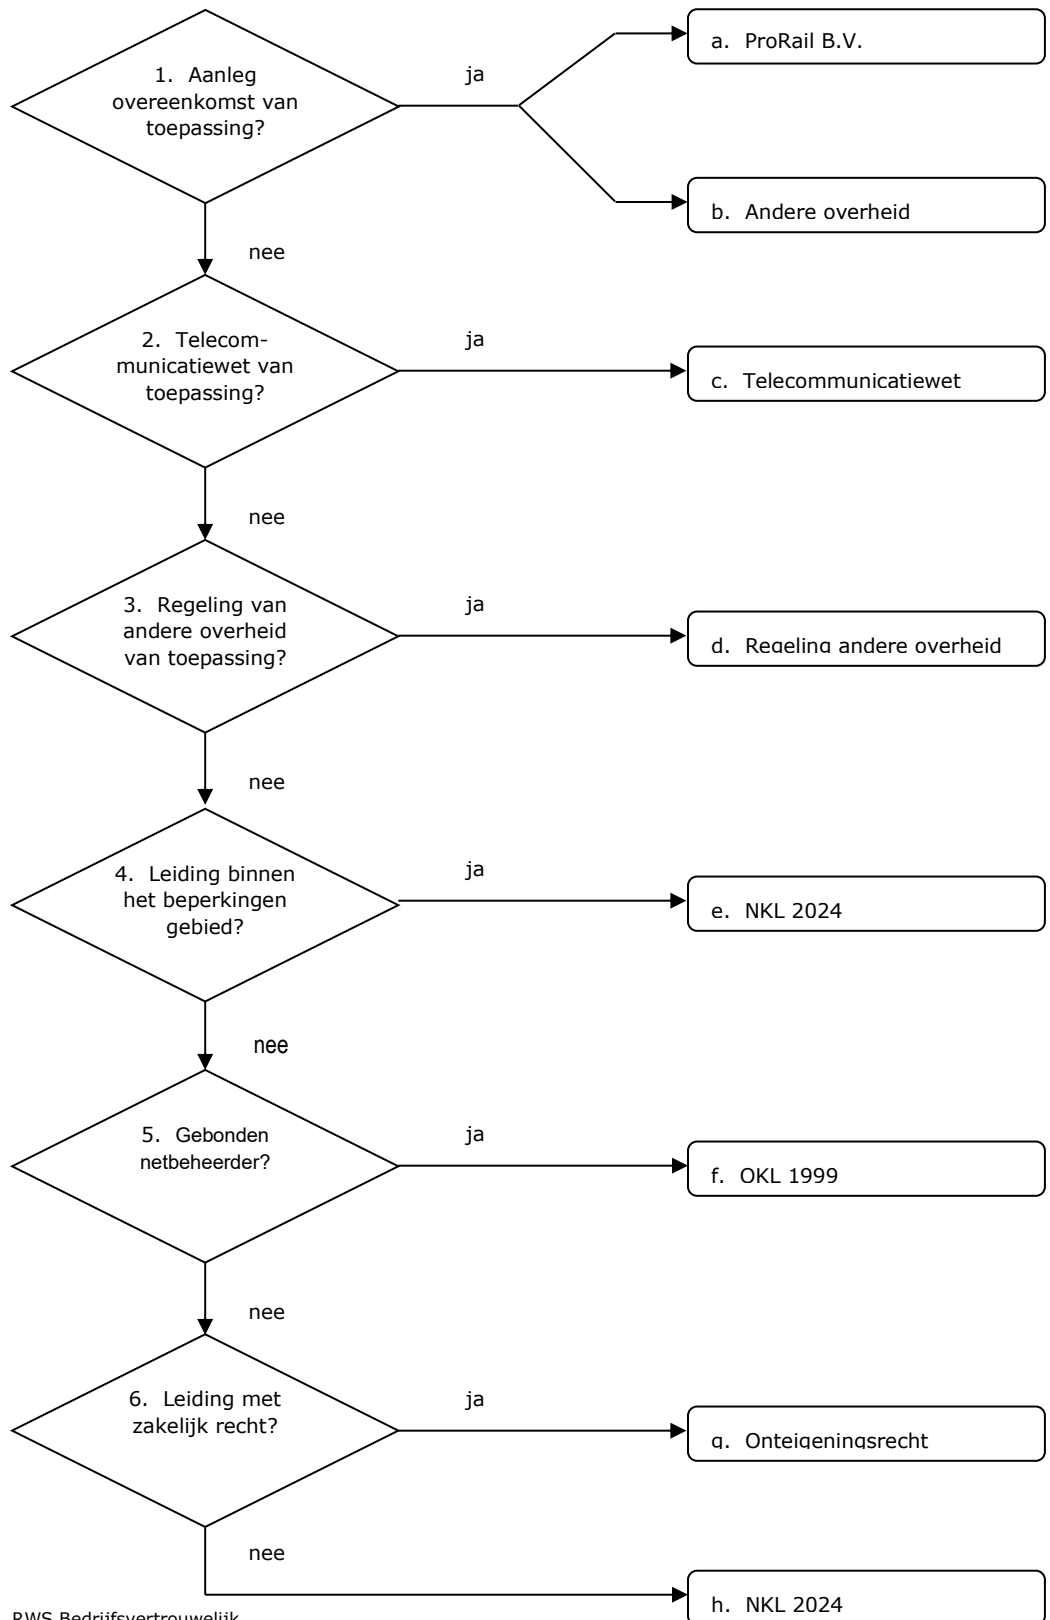 1. Aanleg
overeenkomst van
toepassing?
ja
a. ProRail B.V.
b. Andere overheid
nee
2. Telecom-
municatiewet van
toepassing?
ja
c. Telecommunicatiewet
nee
3. Regeling van
andere overheid
van toepassing?
ja
d. Regeling andere overheid
nee
4. Leiding binnen
het beperkingen
gebied?
ja
e. NKL 2024
nee
5. Gebonden
netbeheerder?
ja
f. OKL 1999
nee
6. Leiding met
zakelijk recht?
ja
g. Onteigeningsrecht
nee
h. NKL 2024
RWS Bedrijfsvertrouwelijk